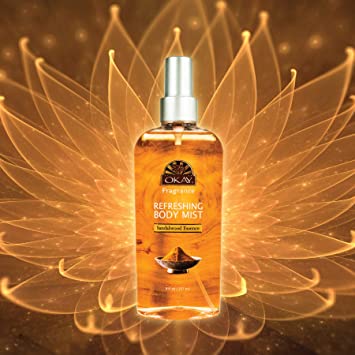 OKAY
Fragrance
REFRESHING
BODY MIST
Sandalwood Essence